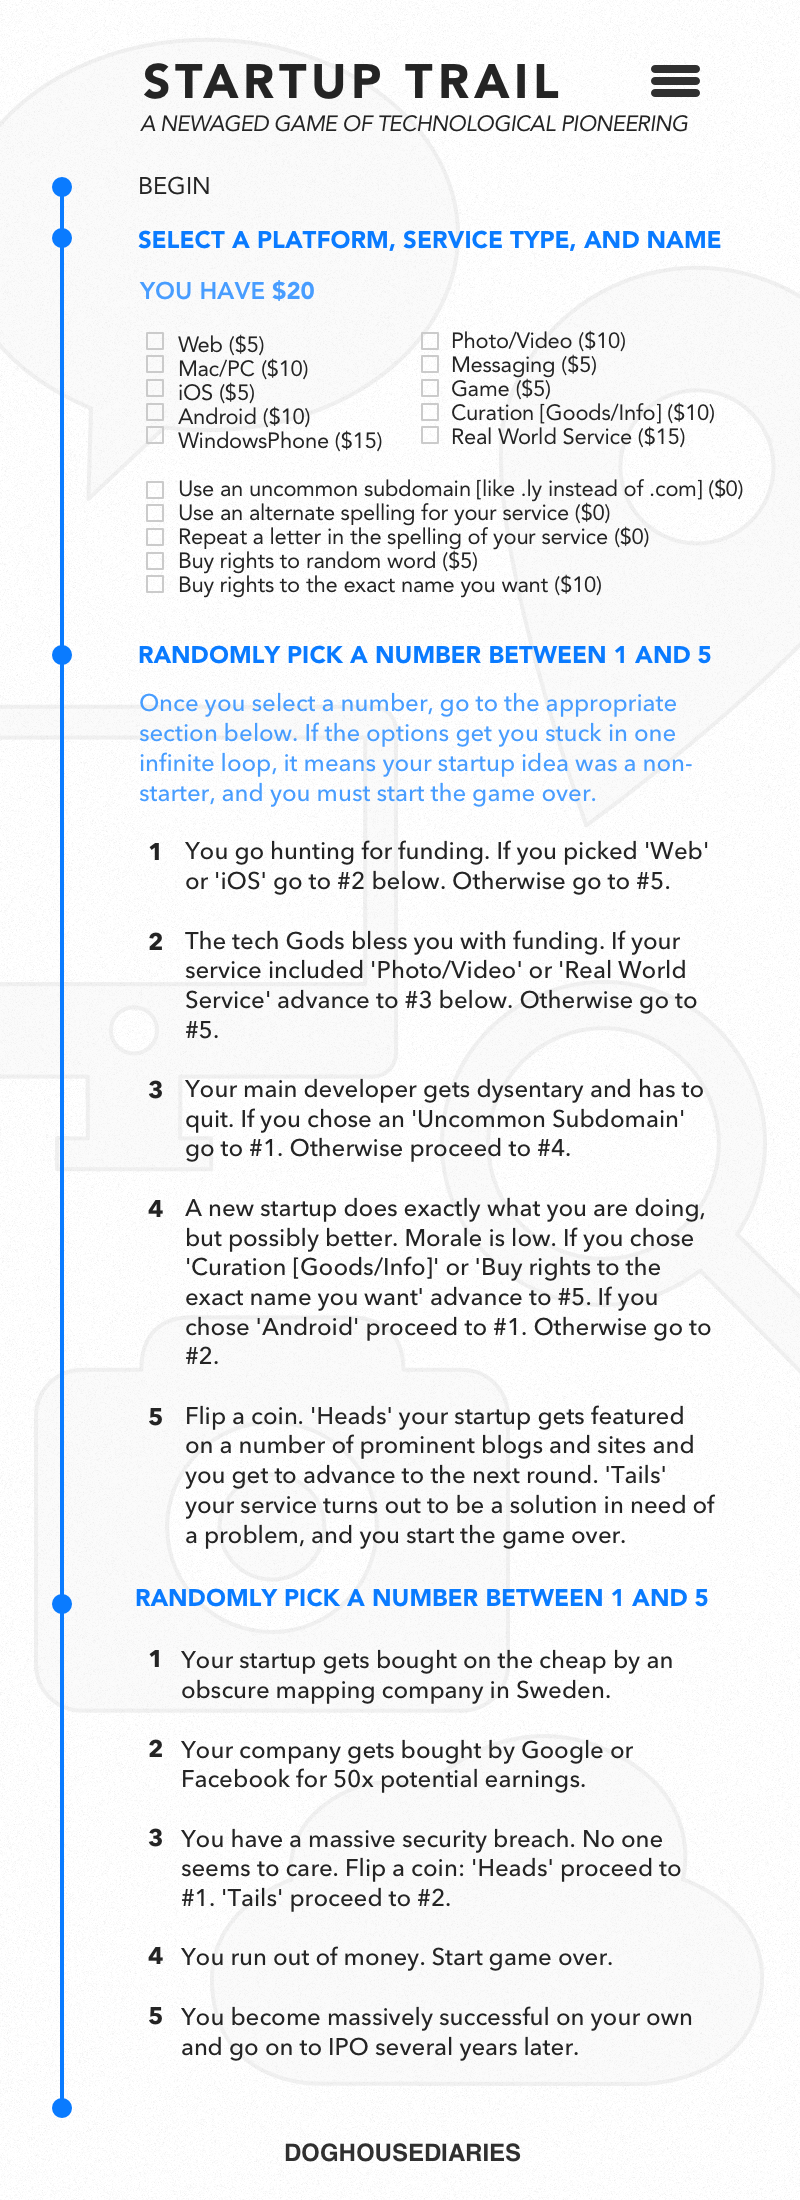 STARTUP TRAIL
A NEWAGED GAME OF TECHNOLOGICAL PIONEERING
BEGIN
SELECT A PLATFORM, SERVICE TYPE, AND NAME
YOU HAVE $20
Web ($5)
Mac/PC ($10)
iOS ($5)
Android ($10)
WindowsPhone ($15)
Photo/Video ($10)
Messaging ($5)
Game ($5)
Curation [Goods/Info] ($10)
Real World Service ($15)
Use an uncommon subdomain [like .ly instead of .com] ($0)
Use an alternate spelling for your service ($0)
Repeat a letter in the spelling of your service ($0)
Buy rights to random word ($5)
Buy rights to the exact name you want ($10)
RANDOMLY PICK A NUMBER BETWEEN 1 AND 5
Once you select a number, go to the appropriate
section below. If the options get you stuck in one
infinite loop, it means your startup idea was a non-
starter, and you must start the game over.
1 You go hunting for funding. If you picked 'Web'
or 'iOS' go to #2 below. Otherwise go to #5.
2 The tech Gods bless you with funding. If your
service included 'Photo/Video' or 'Real World
Service' advance to #3 below. Otherwise go to
#5.
3 Your main developer gets dysentary and has to
quit. If you chose an 'Uncommon Subdomain'
go to #1. Otherwise proceed to #4.
4 A new startup does exactly what you are doing,
but possibly better. Morale is low. If you chose
'Curation [Goods/Info]' or 'Buy rights to the
exact name you want' advance to #5. If you
chose 'Android' proceed to #1. Otherwise go to
#2.
5 Flip a coin. 'Heads' your startup gets featured
on a number of prominent blogs and sites and
you get to advance to the next round. 'Tails'
your service turns out to be a solution in need of
a problem, and you start the game over.
RANDOMLY PICK A NUMBER BETWEEN 1 AND 5
1 Your startup gets bought on the cheap by an
obscure mapping company in Sweden.
2 Your company gets bought by Google or
Facebook for 50x potential earnings.
3 You have a massive security breach. No one
seems to care. Flip a coin: 'Heads' proceed to
#1. 'Tails' proceed to #2.
4 You run out of money. Start game over.
5 You become massively successful on your own
and go on to IPO several years later.
DOGHOUSEDIARIES